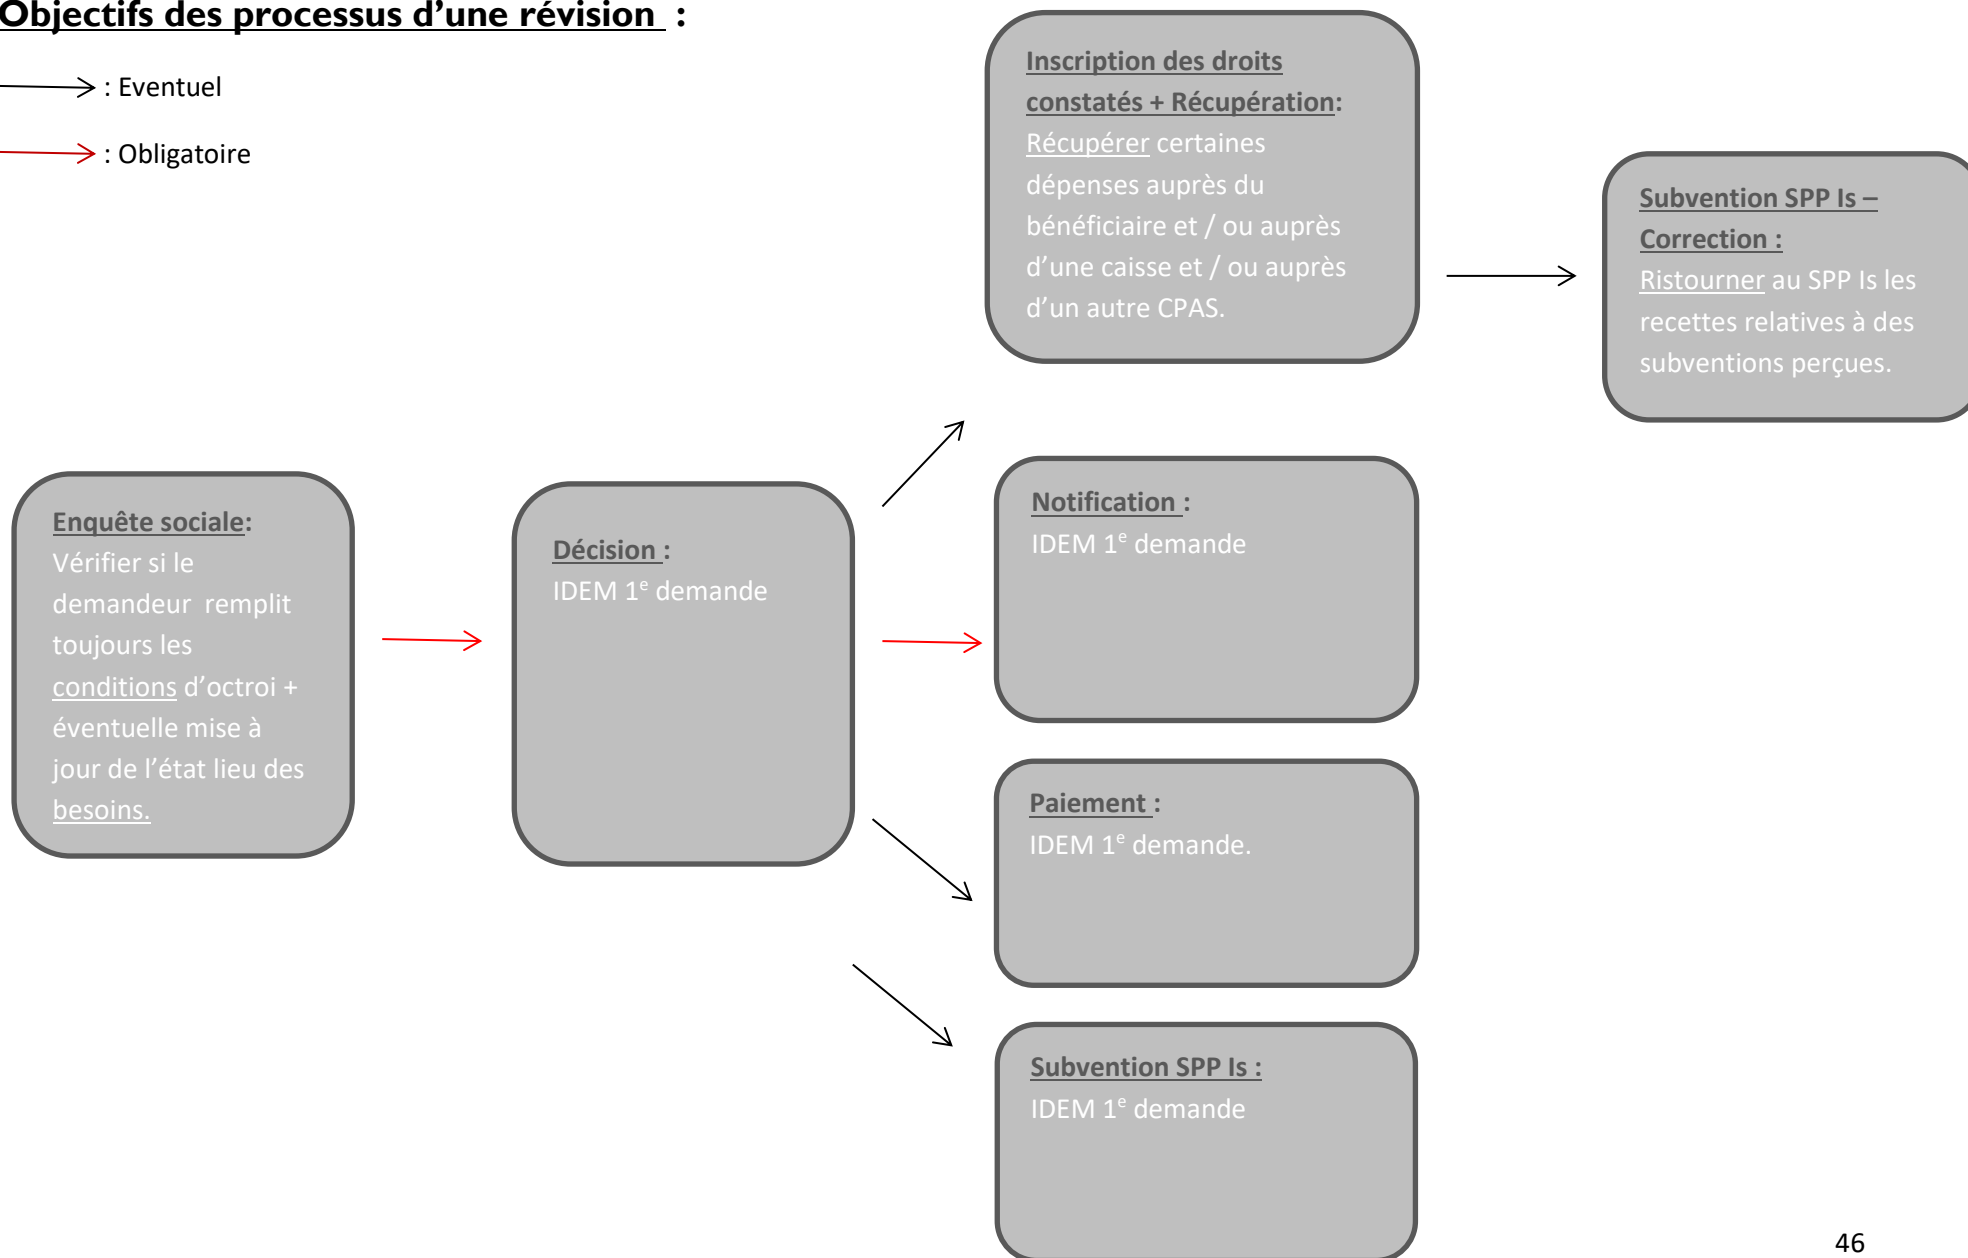 Objectifs des processus d’une révision :
: Eventuel
: Obligatoire
Inscription des droits
constatés + Récupération:
Récupérer certaines
dépenses auprès du
bénéficiaire et / ou auprès
d’une caisse et / ou auprès
d’un autre CPAS.
Subvention SPP Is –
Correction :
Ristourner au SPP Is les
recettes relatives à des
subventions perçues.
Enquête sociale:
Vérifier si le
demandeur  remplit
toujours les
conditions d’octroi +
éventuelle mise à
jour de l’état lieu des
besoins.
Décision :
IDEM 1e demande
Notification :
IDEM 1e demande
Paiement :
IDEM 1e demande.
Subvention SPP Is :
IDEM 1e demande
46